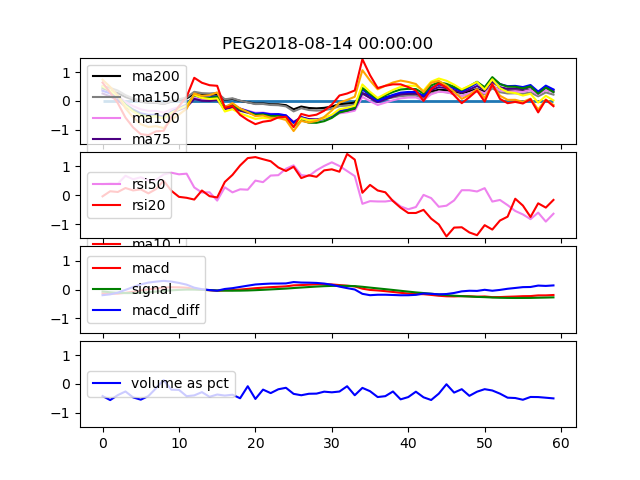 PEG2018-08-14 00:00:00
1
0
−1
ma200
ma150
ma100
ma75
1
0
−1
rsi50
rsi20
ma10
1
0
−1
macd
signal
macd_diff
1
0
−1
volume as pct
0 10 20 30 40 50 60